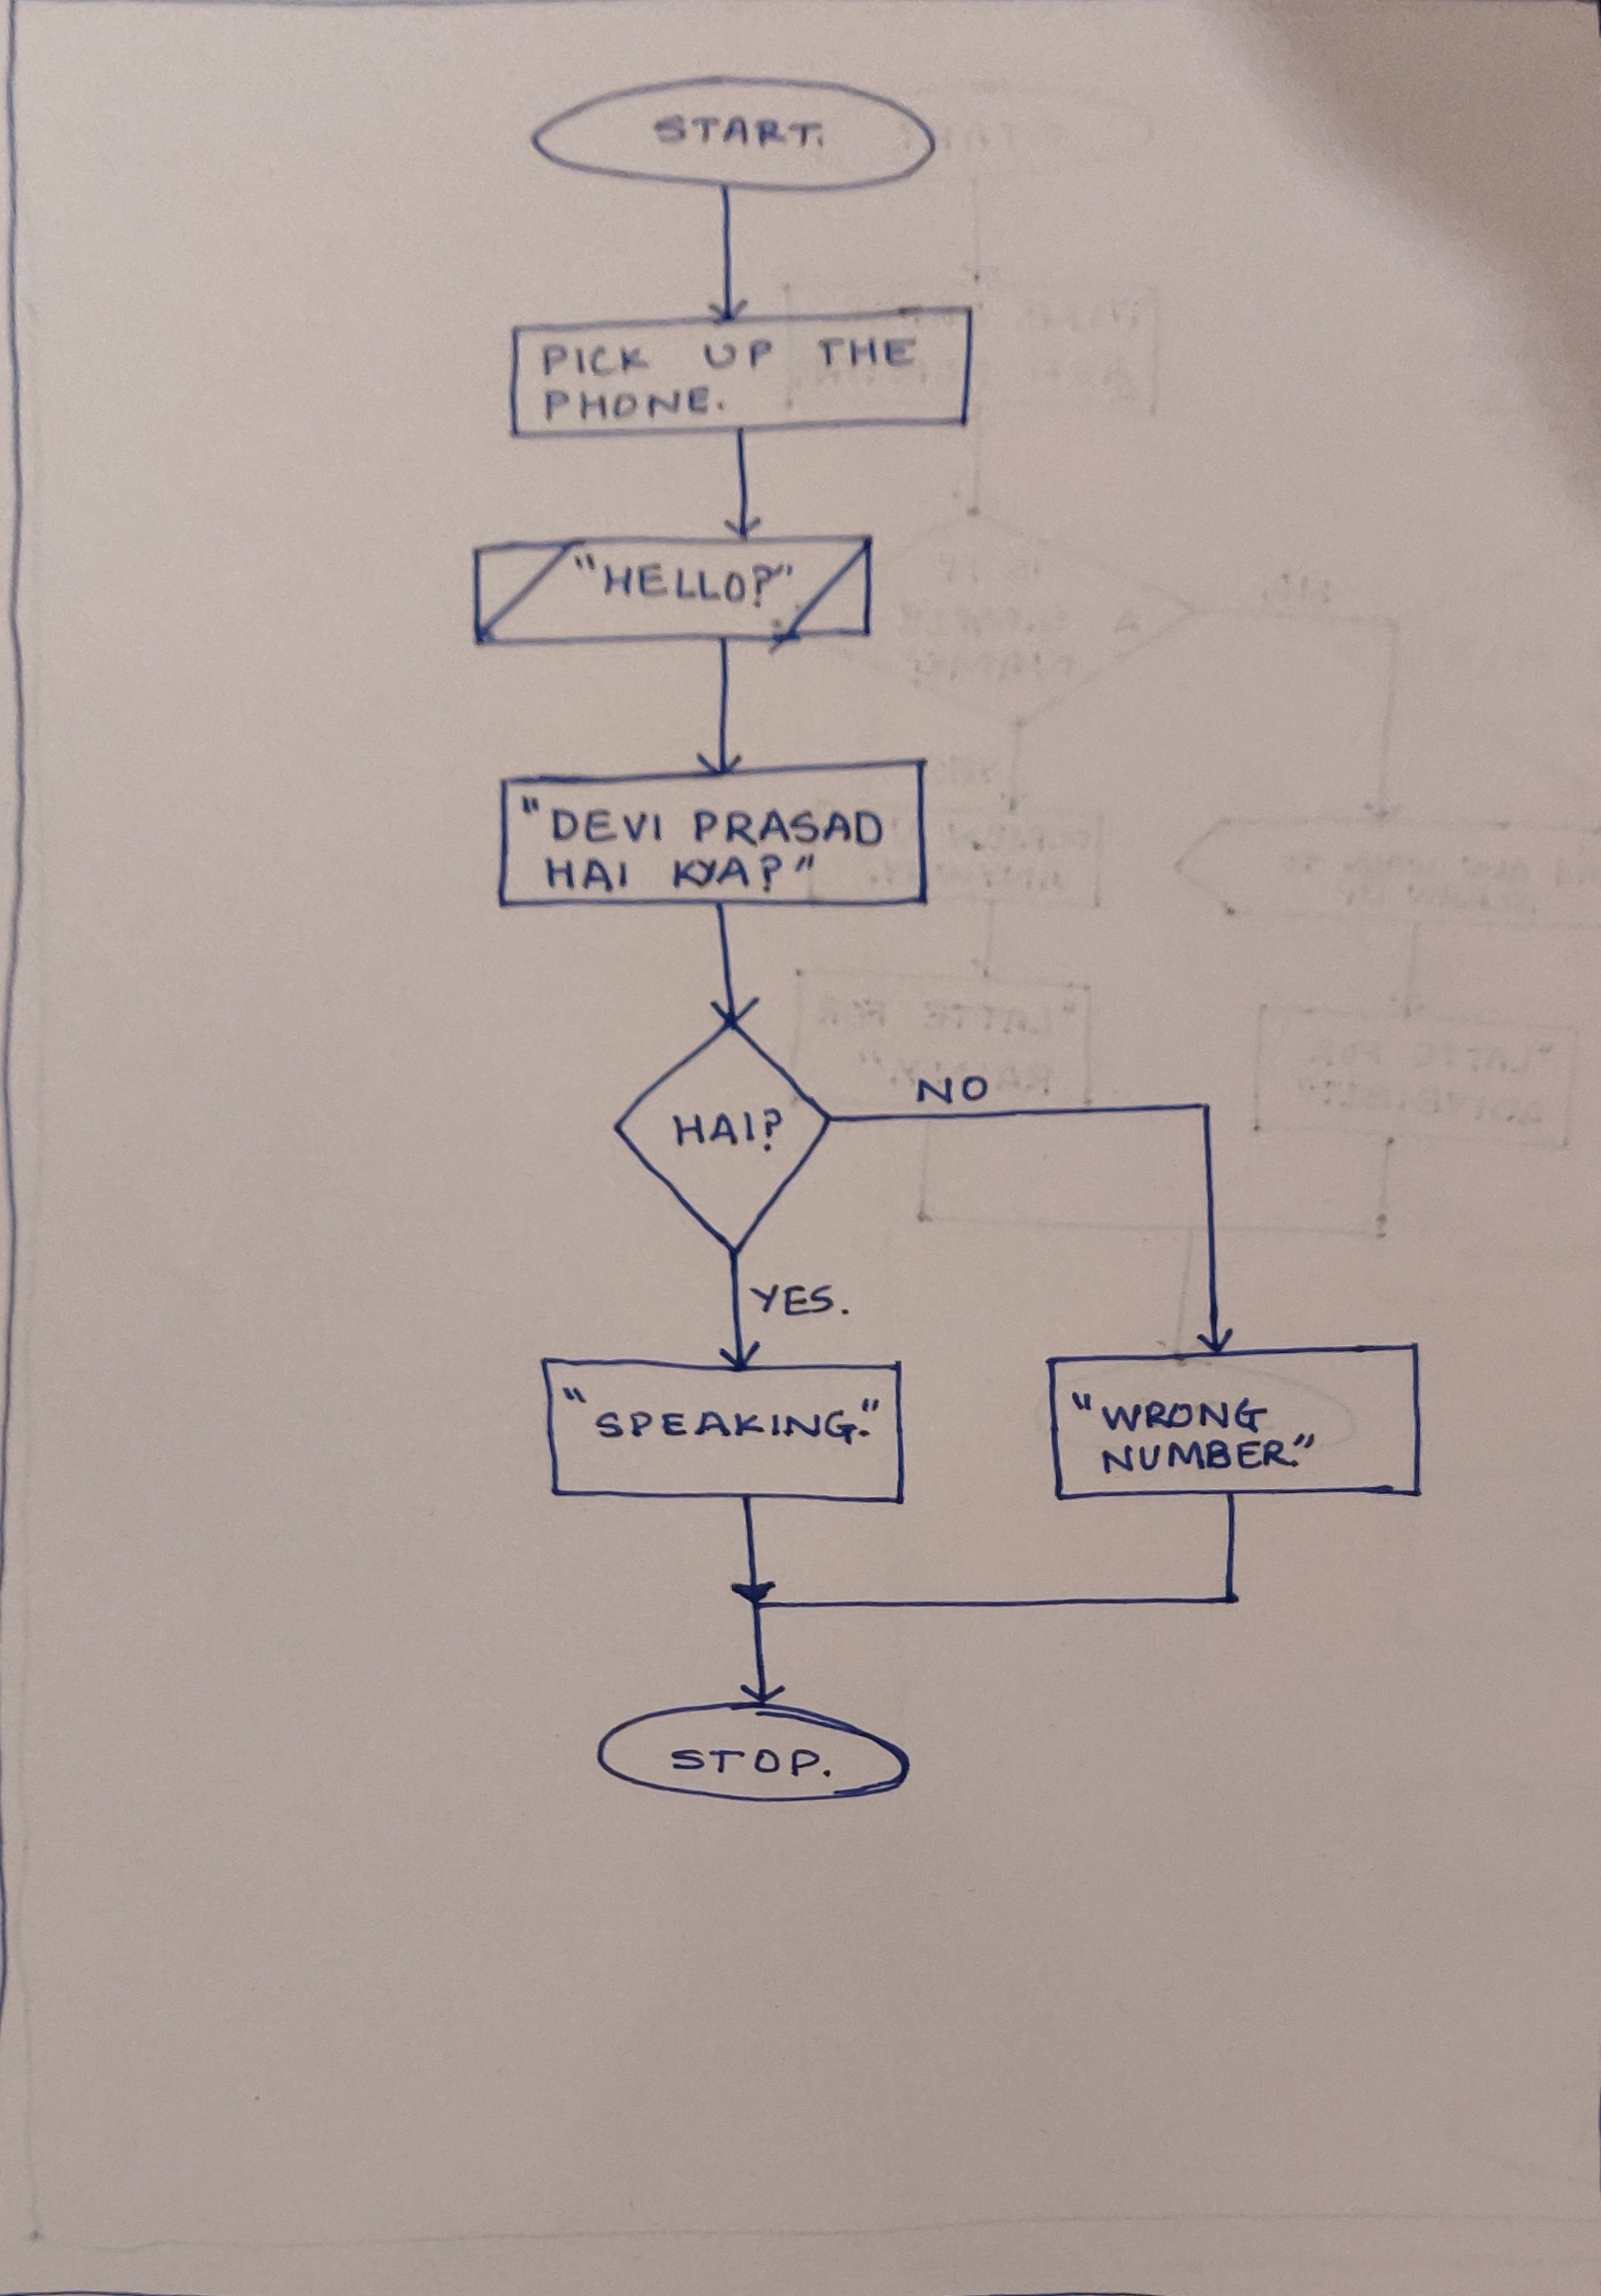 START.
PICK UP THE
PHONE.
"HELLO?"
"DEVI PRASAD
HAI KYA?"
HAI?
NO
YES.
"SPEAKING."
"WRONG
NUMBER."
STOP.